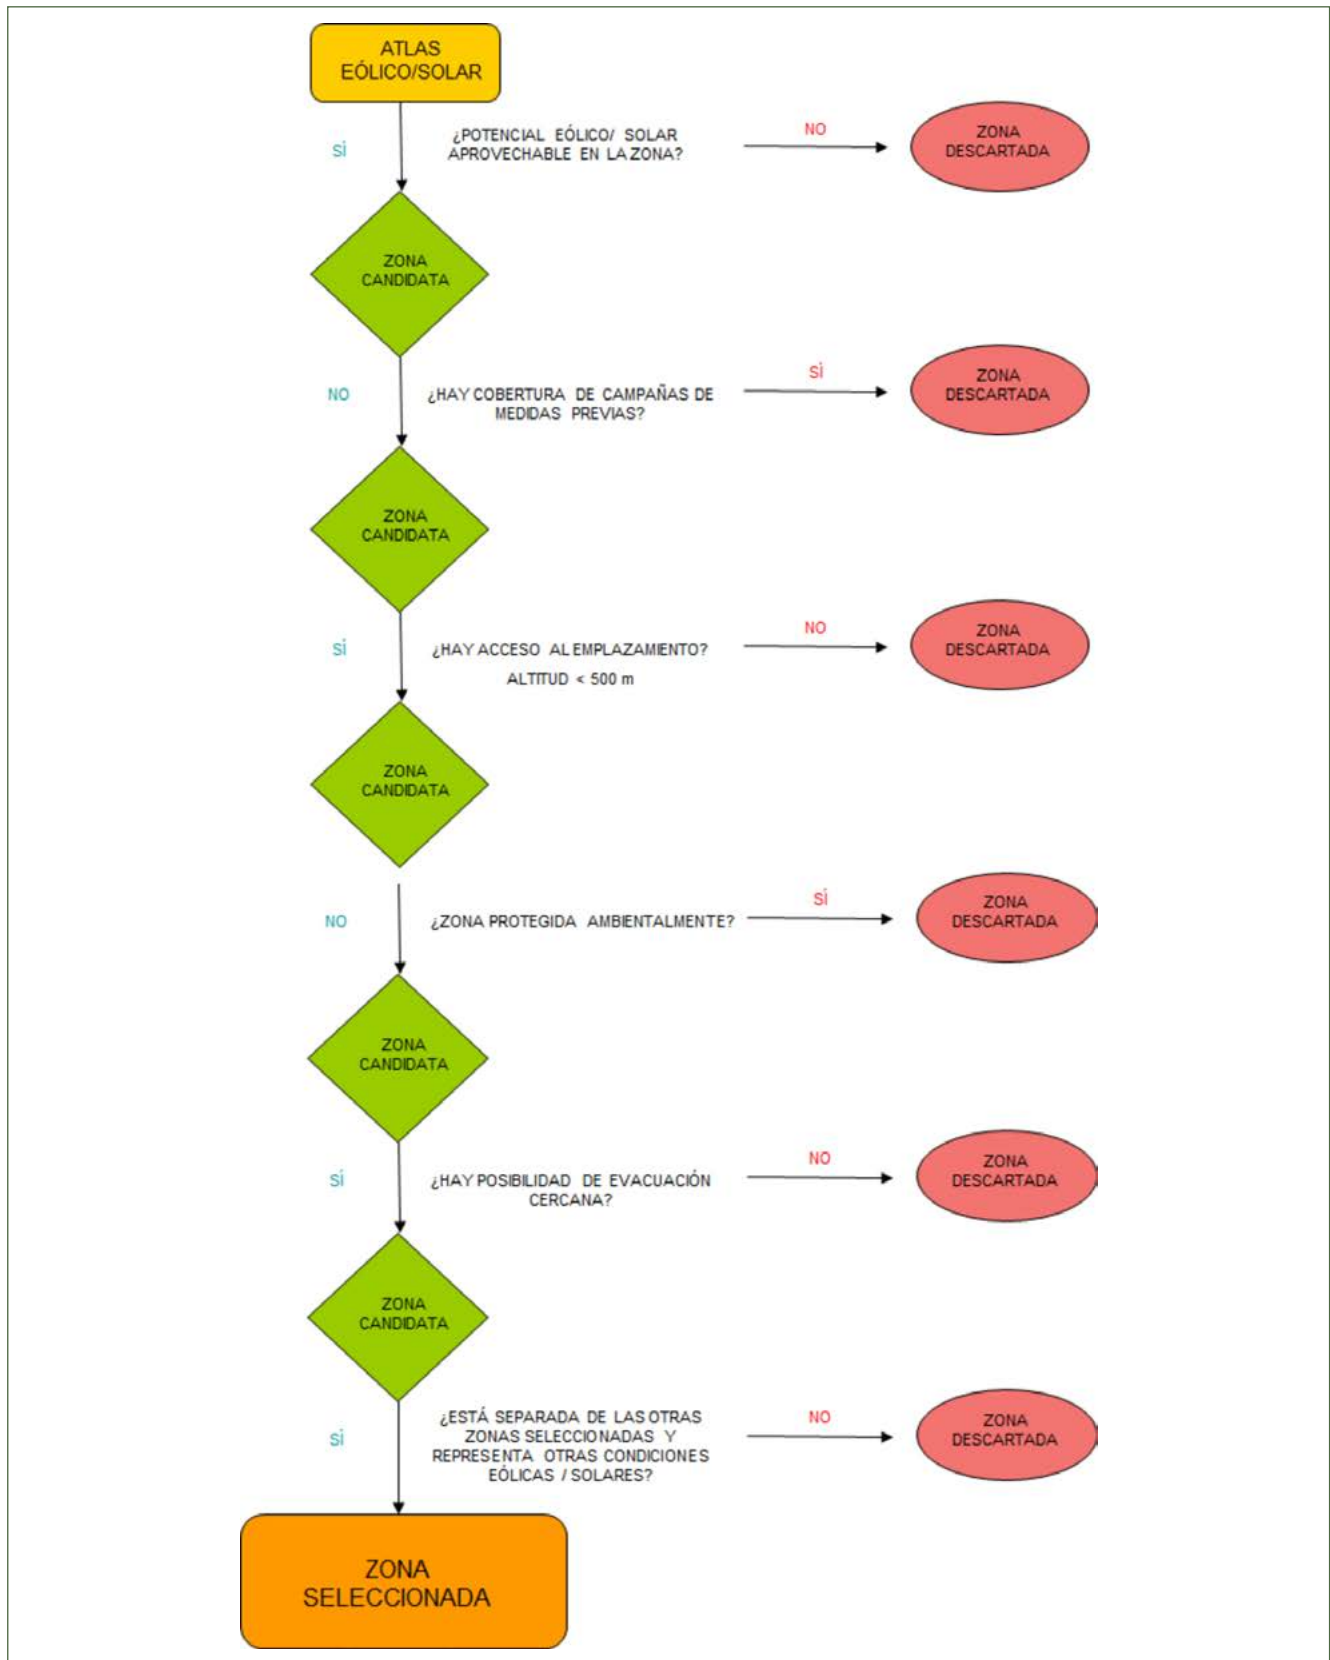 ATLAS
EÓLICO/SOLAR
SÌ
¿POTENCIAL EÓLICO/ SOLAR
APROVECHABLE EN LA ZONA?
NO
ZONA
DESCARTADA
ZONA
CANDIDATA
NO
¿HAY COBERTURA DE CAMPAÑAS DE
MEDIDAS PREVIAS?
SÌ
ZONA
DESCARTADA
ZONA
CANDIDATA
SÍ
¿HAY ACCESO AL EMPLAZAMIENTO?
ALTITUD < 500 m
NO
ZONA
DESCARTADA
ZONA
CANDIDATA
NO
¿ZONA PROTEGIDA AMBIENTALMENTE?
SÍ
ZONA
DESCARTADA
ZONA
CANDIDATA
SÍ
¿HAY POSIBILIDAD DE EVACUACIÓN
CERCANA?
NO
ZONA
DESCARTADA
ZONA
CANDIDATA
SÌ
¿ESTÁ SEPARADA DE LAS OTRAS
ZONAS SELECCIONADAS Y
REPRESENTA OTRAS CONDICIONES
EÓLICAS / SOLARES?
NO
ZONA
DESCARTADA
ZONA
SELECCIONADA